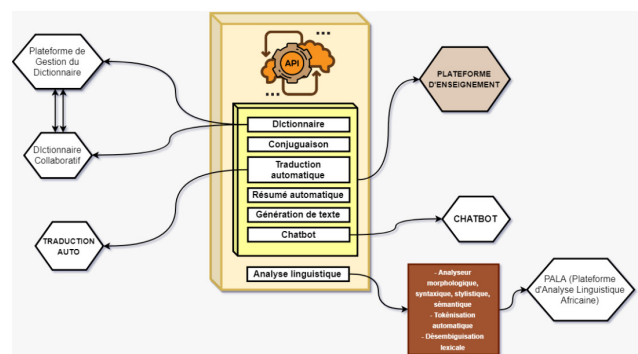 Plateforme de
Gestion du
Dictionnaire
DIctionnaire
Collaboratif
TRADUCTION
AUTO
...
API
...
DIctionnaire
Conjuguaison
Traduction
automatique
Résumé automatique
Génération de texte
Chatbot
Analyse linguistique
PLATEFORME
D'ENSEIGNEMENT
CHATBOT
- Analyseur
morphologique,
syntaxique, stylistique,
sémantique
- Tokénisation
automatique
- Désembiguisation
lexicale
PALA (Plateforme
d'Analyse Linguistique
Africaine)